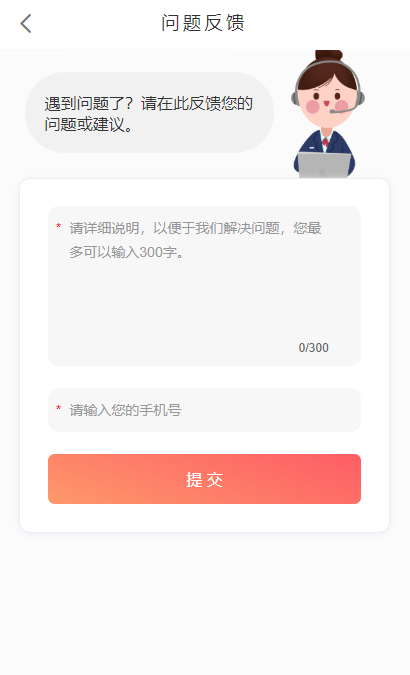 问题反馈
遇到问题了？请在此反馈您的
问题或建议。
* 请详细说明，以便于我们解决问题，您最
多可以输入300字。
0/300
* 请输入您的手机号
提交